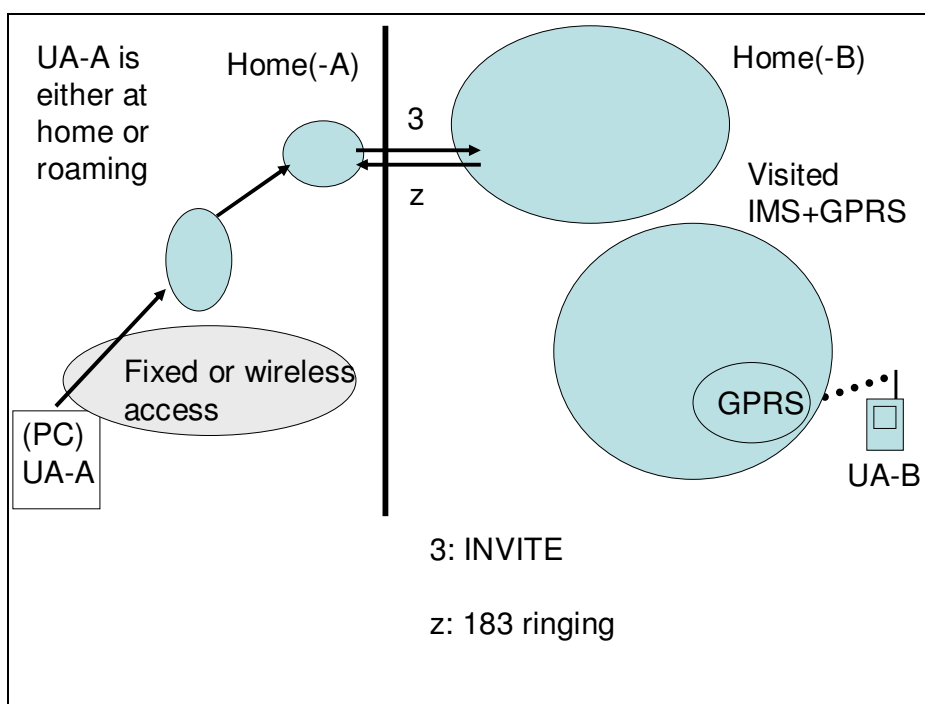 UA-A is
either at
home or
roaming
Home(-A)
3
z
Home(-B)
Visited
IMS+GPRS
Fixed or wireless
access
(PC)
UA-A
GPRS
UA-B
3: INVITE
z: 183 ringing